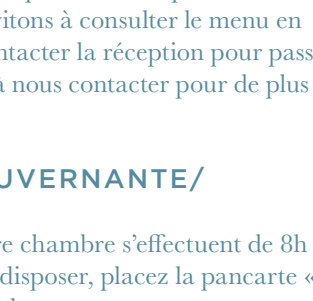 itons à consulter le menu en
ntacter la réception pour pass
à nous contacter pour de plus
UVERNANTE/
re chambre s'effectuent de 8h
disposer, placez la pancarte «